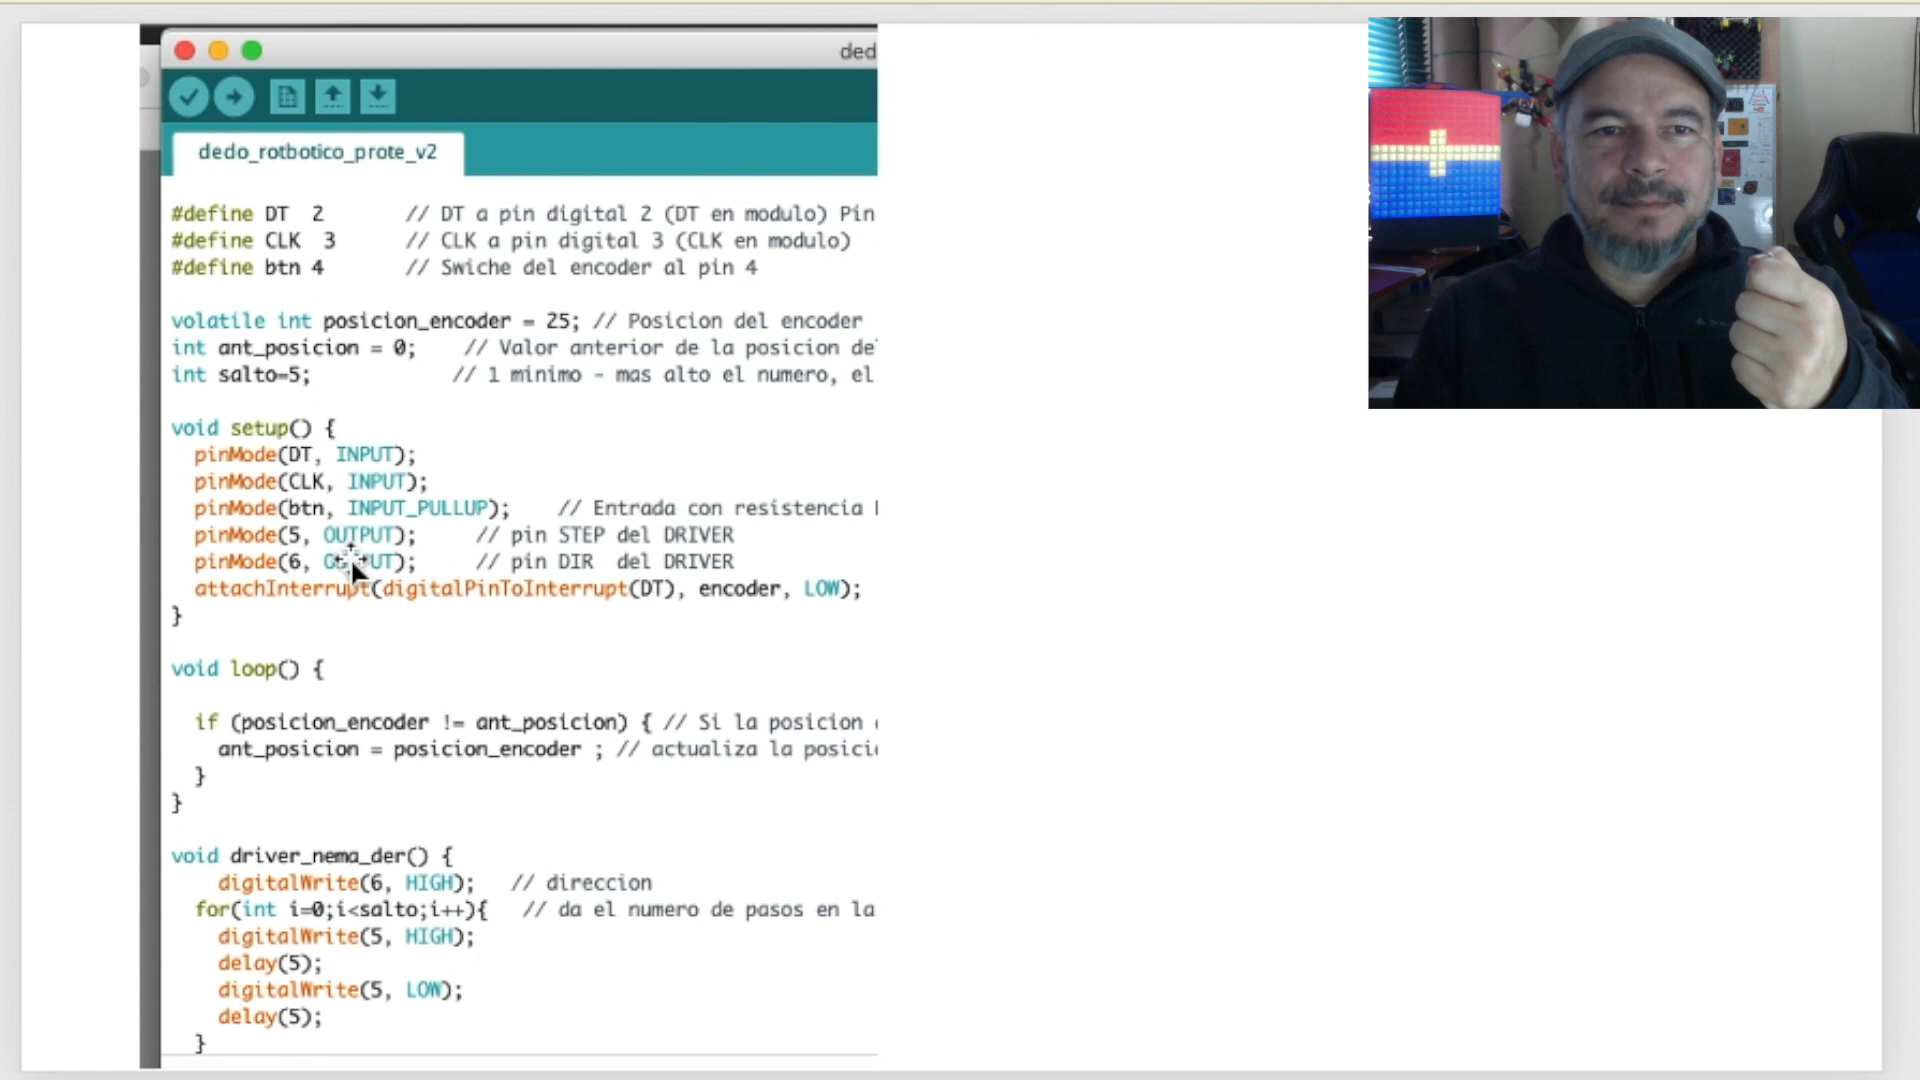 ded
dedo_rotbotico_prote_v2
#define DT  2       // DT a pin digital 2 (DT en modulo) Pin
#define CLK  3      // CLK a pin digital 3 (CLK en modulo)
#define btn 4       // Swiche del encoder al pin 4
volatile int posicion_encoder = 25; // Posicion del encoder
int ant_posicion = 0;    // Valor anterior de la posicion de
int salto=5;            // 1 minimo - mas alto el numero, el
void setup() {
pinMode(DT, INPUT);
pinMode(CLK, INPUT);
pinMode(btn, INPUT_PULLUP);    // Entrada con resistencia
pinMode(5, OUTPUT);     // pin STEP del DRIVER
pinMode(6, OUTPUT);     // pin DIR  del DRIVER
attachInterrupt(digitalPinToInterrupt(DT), encoder, LOW);
}
void loop() {
if (posicion_encoder != ant_posicion) { // Si la posicion
ant_posicion = posicion_encoder ; // actualiza la posici
}
}
void driver_nema_der() {
digitalWrite(6, HIGH);   // direccion
for(int i=0;i<salto;i++){   // da el numero de pasos en la
digitalWrite(5, HIGH);
delay(5);
digitalWrite(5, LOW);
delay(5);
}